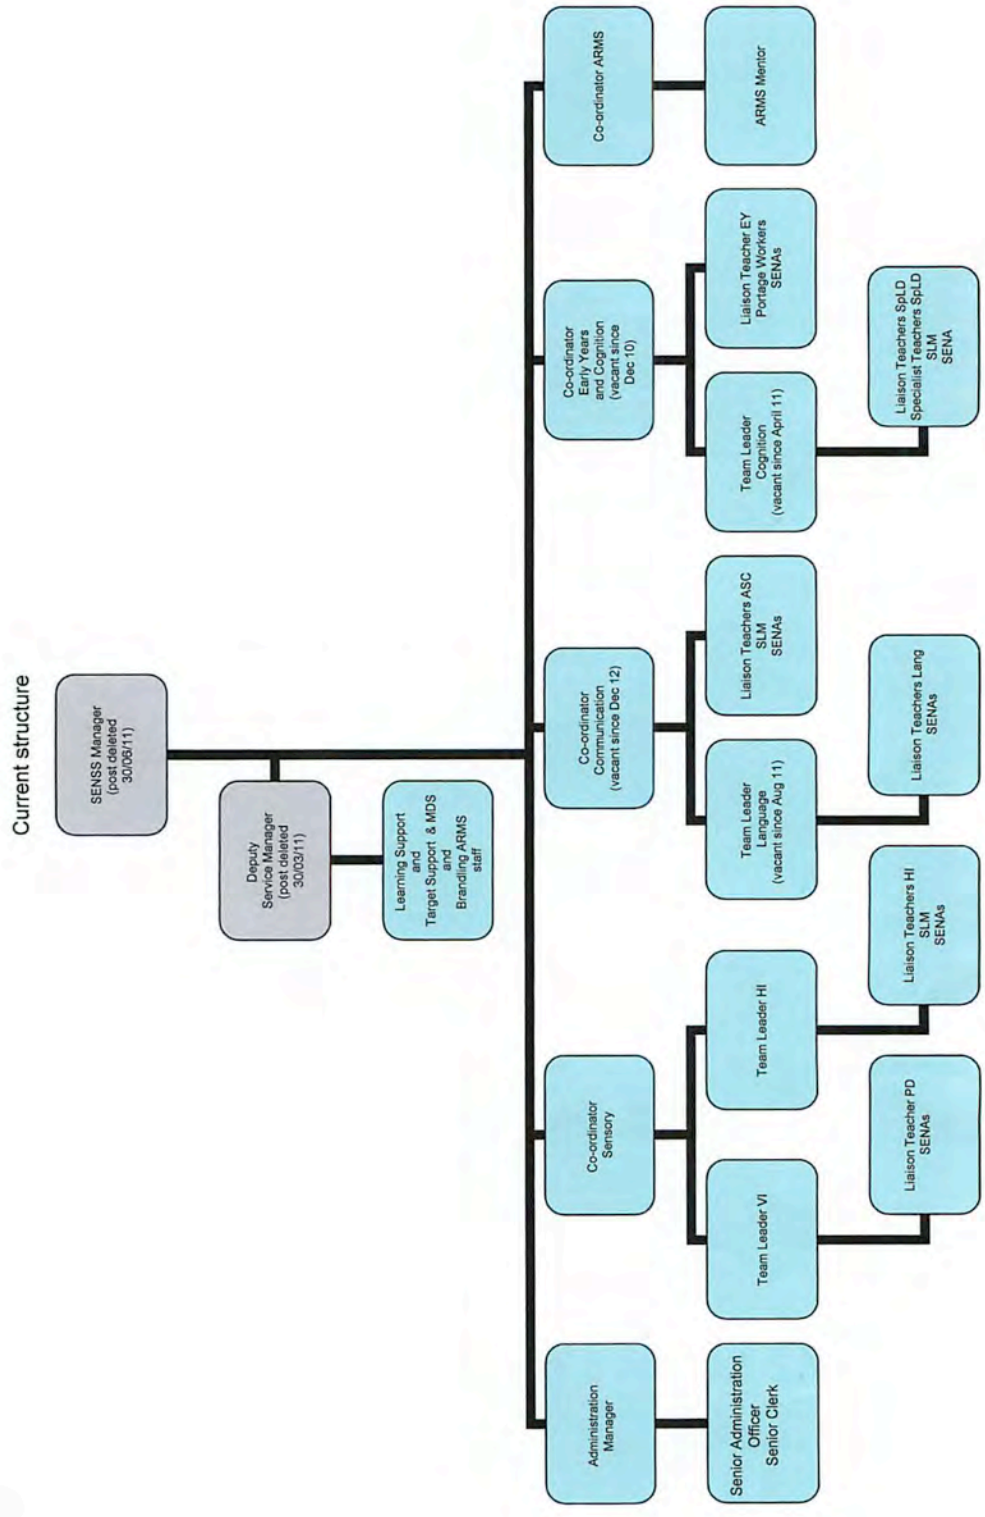 Current structure
SENSS Manager
(post deleted
30/06/11)
Deputy
Service Manager
(post deleted
30/03/11)
Learning Support
and
Target Support & MDS
and
Brandling ARMS
staff
Administration
Manager
Senior Administration
Officer
Senior Clerk
Co-ordinator
Sensory
Team Leader VI
Liaison Teacher PD
SENAs
Team Leader HI
Liaison Teachers HI
SLM
SENAs
Co-ordinator
Communication
(vacant since Dec 12)
Team Leader
Language
(vacant since Aug 11)
Liaison Teachers Lang
SENAs
Liaison Teachers ASC
SLM
SENAs
Co-ordinator
Early Years
and Cognition
(vacant since
Dec 10)
Team Leader
Cognition
(vacant since April 11)
Liaison Teachers SpLD
Specialist Teachers SpLD
SLM
SENA
Liaison Teacher EY
Portage Workers
SENAs
Co-ordinator ARMS
ARMS Mentor